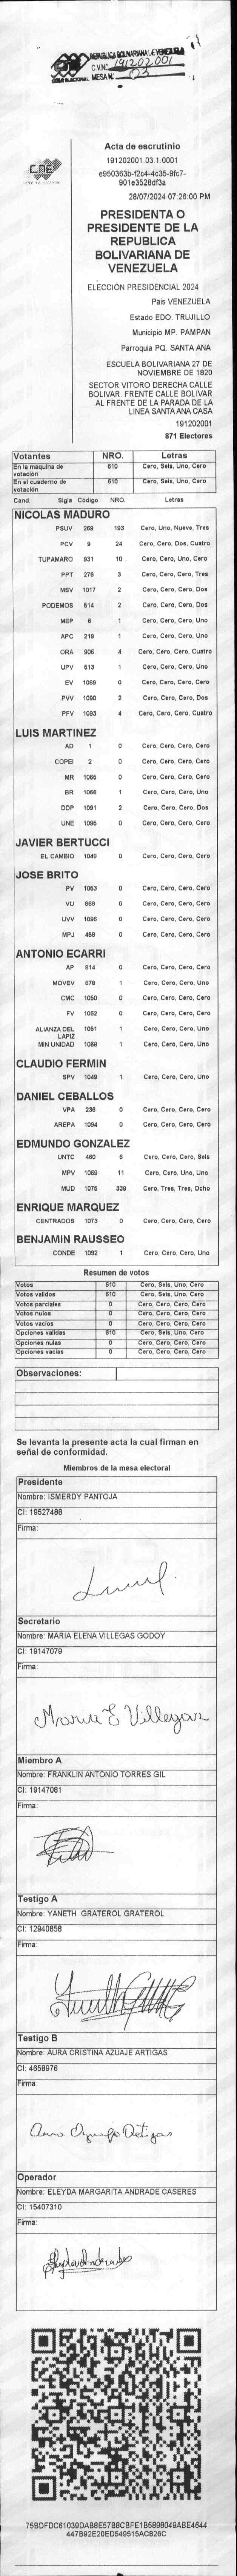 REPUBLICA BOLIVARIANA DE VENEZUELA
C.V.N° 191202.001
MESA N° 03
CNE
Acta de escrutinio
191202001.03.1.0001
e950363b-f2c4-4c35-9fc7-
901e3528df3a
28/07/2024 07:26:00 PM
PRESIDENTA O
PRESIDENTE DE LA
REPUBLICA
BOLIVARIANA DE
VENEZUELA
ELECCIÓN PRESIDENCIAL 2024
Pais VENEZUELA
Estado EDO. TRUJILLO
Municipio MP. PAMPAN
Parroquia PQ. SANTA ANA
ESCUELA BOLIVARIANA 27 DE
NOVIEMBRE DE 1820
SECTOR VITORO DERECHA CALLE
BOLIVAR. FRENTE CALLE BOLIVAR
AL FRENTE DE LA PARADA DE LA
LINEA SANTA ANA CASA
191202001
871 Electores
Votantes NRO. Letras
En la máquina de votación 610 Cero, Seis, Uno, Cero
En el cuaderno de votación 610 Cero, Seis, Uno, Cero
Cand. Sigla Código NRO. Letras
NICOLAS MADURO
PSUV 269 193 Cero, Uno, Nueve, Tres
PCV 9 24 Cero, Cero, Dos, Cuatro
TUPAMARO 931 10 Cero, Cero, Uno, Cero
PPT 276 3 Cero, Cero, Cero, Tres
MSV 1017 2 Cero, Cero, Cero, Dos
PODEMOS 514 2 Cero, Cero, Cero, Dos
MEP 6 1 Cero, Cero, Cero, Uno
APC 219 1 Cero, Cero, Cero, Uno
ORA 906 4 Cero, Cero, Cero, Cuatro
UPV 513 1 Cero, Cero, Cero, Uno
EV 1089 0 Cero, Cero, Cero, Cero
PVV 1090 2 Cero, Cero, Cero, Dos
PFV 1093 4 Cero, Cero, Cero, Cuatro
LUIS MARTINEZ
AD 1 0 Cero, Cero, Cero, Cero
COPEI 2 0 Cero, Cero, Cero, Cero
MR 1065 0 Cero, Cero, Cero, Cero
BR 1066 1 Cero, Cero, Cero, Uno
DDP 1091 2 Cero, Cero, Cero, Dos
UNE 1095 0 Cero, Cero, Cero, Cero
JAVIER BERTUCCI
EL CAMBIO 1048 0 Cero, Cero, Cero, Cero
JOSE BRITO
PV 1053 0 Cero, Cero, Cero, Cero
VU 868 0 Cero, Cero, Cero, Cero
UVV 1096 0 Cero, Cero, Cero, Cero
MPJ 458 0 Cero, Cero, Cero, Cero
ANTONIO ECARRI
AP 814 0 Cero, Cero, Cero, Cero
MOVEV 879 1 Cero, Cero, Cero, Uno
CMC 1050 0 Cero, Cero, Cero, Cero
FV 1062 0 Cero, Cero, Cero, Cero
ALIANZA DEL LAPIZ 1051 1 Cero, Cero, Cero, Uno
MIN UNIDAD 1058 1 Cero, Cero, Cero, Uno
CLAUDIO FERMIN
SPV 1049 1 Cero, Cero, Cero, Uno
DANIEL CEBALLOS
VPA 236 0 Cero, Cero, Cero, Cero
AREPA 1094 0 Cero, Cero, Cero, Cero
EDMUNDO GONZALEZ
UNTC 460 6 Cero, Cero, Cero, Seis
MPV 1069 11 Cero, Cero, Uno, Uno
MUD 1075 338 Cero, Tres, Tres, Ocho
ENRIQUE MARQUEZ
CENTRADOS 1073 0 Cero, Cero, Cero, Cero
BENJAMIN RAUSSEO
CONDE 1092 1 Cero, Cero, Cero, Uno
Resumen de votos
Votos 610 Cero, Seis, Uno, Cero
Votos validos 610 Cero, Seis, Uno, Cero
Votos parciales 0 Cero, Cero, Cero, Cero
Votos nulos 0 Cero, Cero, Cero, Cero
Votos vacios 0 Cero, Cero, Cero, Cero
Opciones validas 610 Cero, Seis, Uno, Cero
Opciones nulas 0 Cero, Cero, Cero, Cero
Opciones vacias 0 Cero, Cero, Cero, Cero
Observaciones:
Se levanta la presente acta la cual firman en
señal de conformidad.
Miembros de la mesa electoral
Presidente
Nombre: ISMERDY PANTOJA
CI: 19527488
Firma:
Secretario
Nombre: MARIA ELENA VILLEGAS GODOY
CI: 19147079
Firma:
Maria E Villegas
Miembro A
Nombre: FRANKLIN ANTONIO TORRES GIL
CI: 19147081
Firma:
Testigo A
Nombre: YANETH GRATEROL GRATEROL
CI: 12940858
Firma:
Testigo B
Nombre: AURA CRISTINA AZUAJE ARTIGAS
CI: 4658976
Firma:
Operador
Nombre: ELEYDA MARGARITA ANDRADE CASERES
CI: 15407310
Firma:
75BDFDC61039DAB8E57B8CBFE1B5898049ABE4644
447B92E20ED549515AC826C